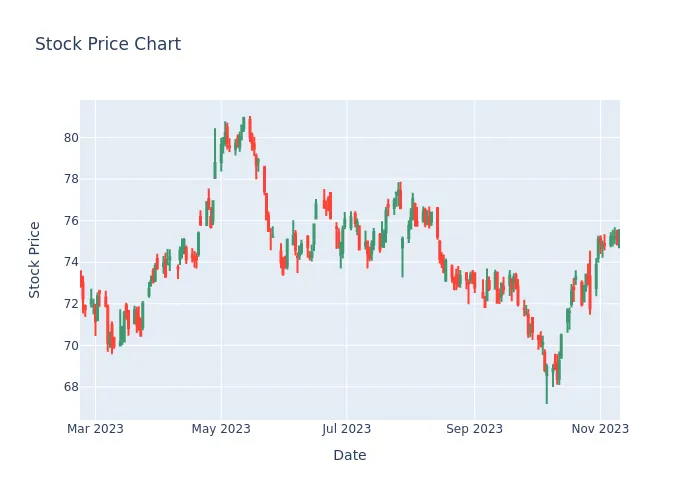 Stock Price Chart
80
78
76
74
72
70
68
Stock Price
Mar 2023
May 2023
Jul 2023
Sep 2023
Nov 2023
Date